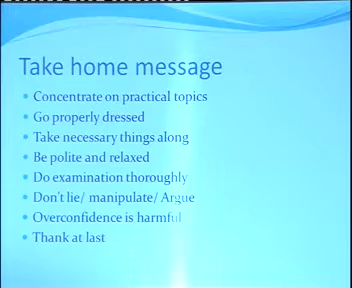 Take home message
Concentrate on practical topics
Go properly dressed
Take necessary things along
Be polite and relaxed
Do examination thoroughly
Don't lie/ manipulate/ Argue
Overconfidence is harmful
Thank at last